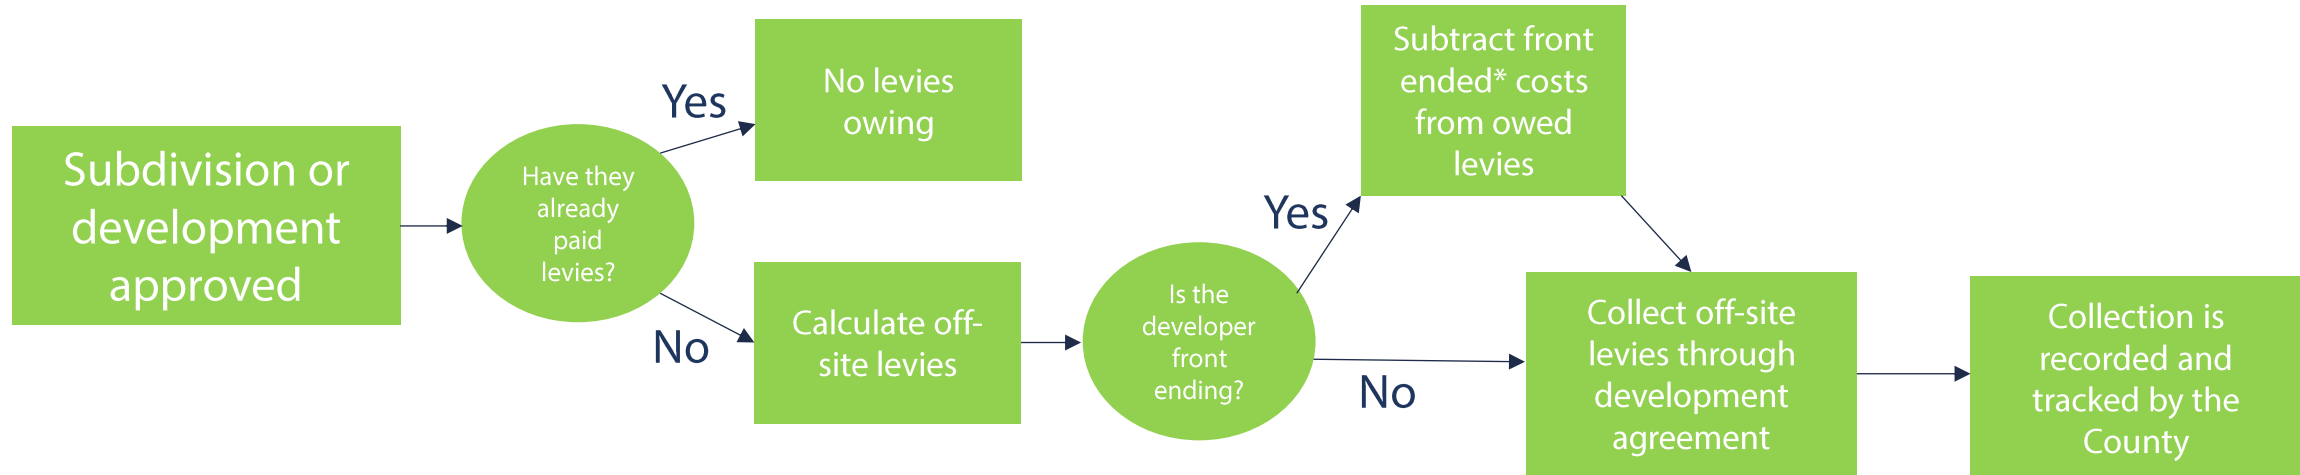 Subdivision or
development
approved
Have they
already
paid
levies?
Yes
No levies
owing
No
Calculate off-
site levies
Is the
developer
front
ending?
Yes
Subtract front
ended* costs
from owed
levies
No
Collect off-site
levies through
development
agreement
Collection is
recorded and
tracked by the
County